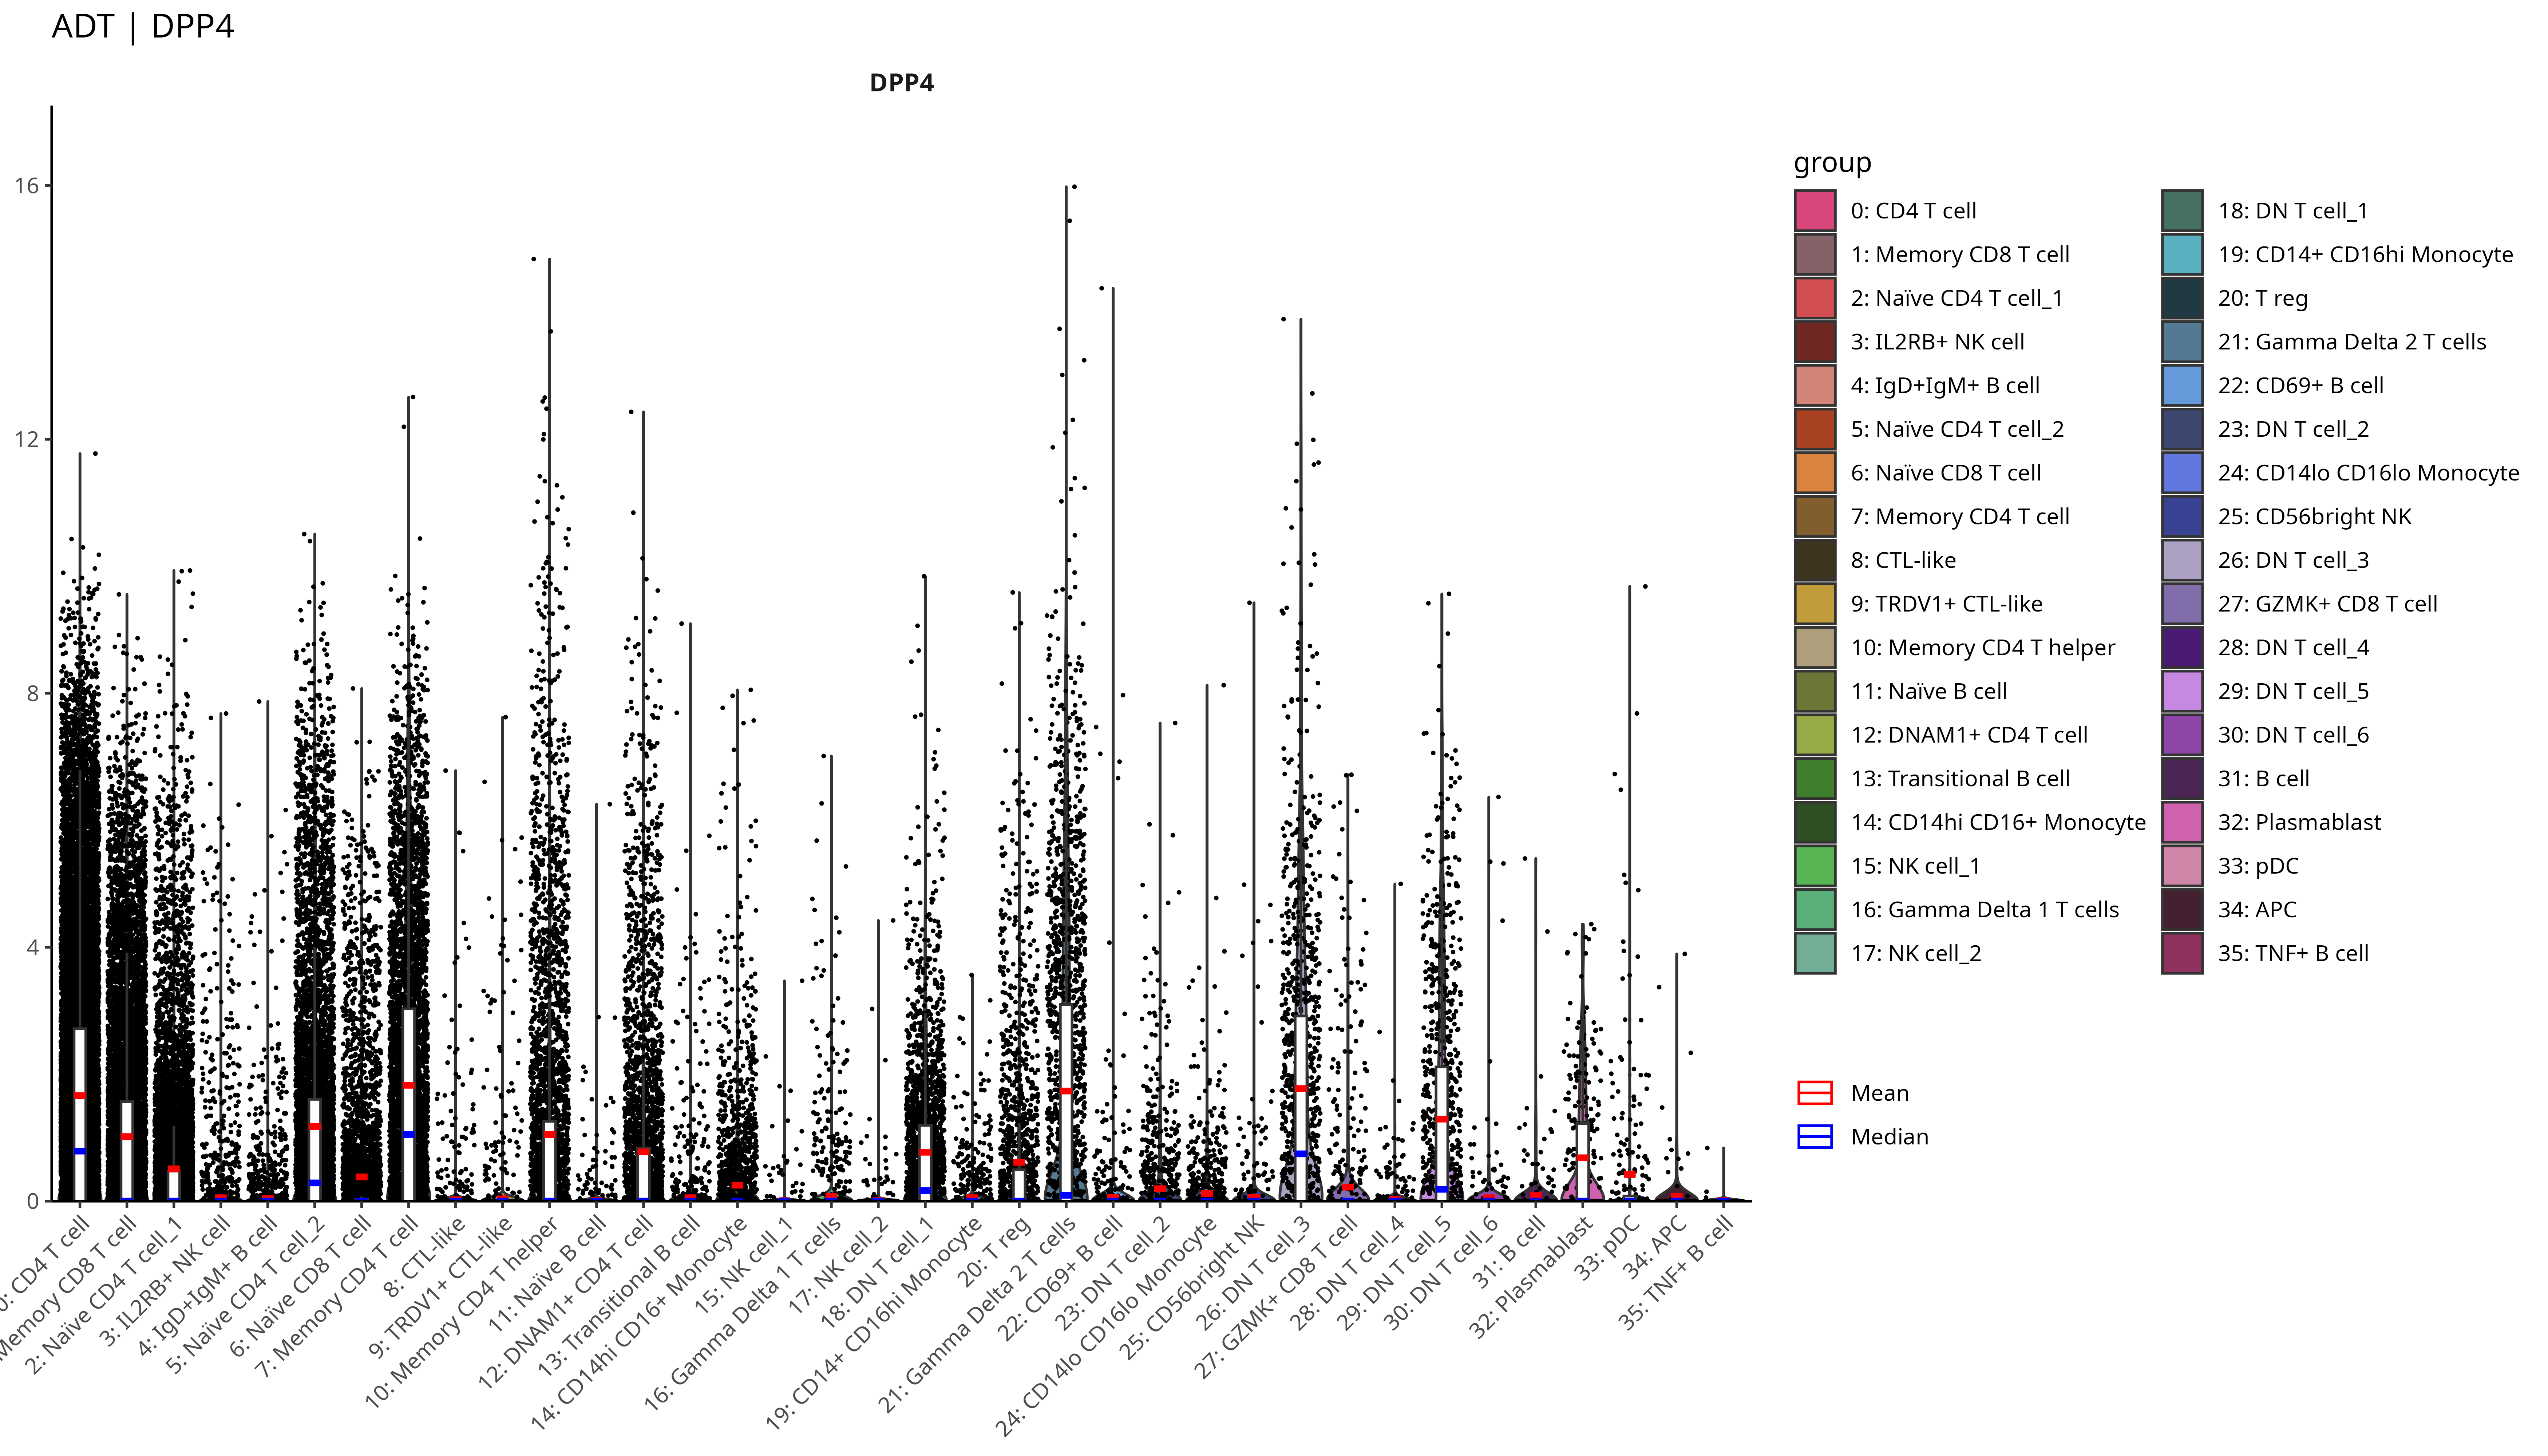 ADT | DPP4
DPP4
16
12
8
4
0
0: CD4 T cell
Memory CD8 T cell
2: Naïve CD4 T cell_1
3: IL2RB+ NK cell
4: IgD+IgM+ B cell
5: Naïve CD4 T cell_2
6: Naïve CD8 T cell
7: Memory CD4 T cell
8: CTL-like
9: TRDV1+ CTL-like
10: Memory CD4 T helper
11: Naïve B cell
12: DNAM1+ CD4 T cell
13: Transitional B cell
14: CD14hi CD16+ Monocyte
15: NK cell_1
16: Gamma Delta 1 T cells
17: NK cell_2
18: DN T cell_1
19: CD14+ CD16hi Monocyte
20: T reg
21: Gamma Delta 2 T cells
22: CD69+ B cell
23: DN T cell_2
24: CD14lo CD16lo Monocyte
25: CD56bright NK
26: DN T cell_3
27: GZMK+ CD8 T cell
28: DN T cell_4
29: DN T cell_5
30: DN T cell_6
31: B cell
32: Plasmablast
33: pDC
34: APC
35: TNF+ B cell
group
0: CD4 T cell
1: Memory CD8 T cell
2: Naïve CD4 T cell_1
3: IL2RB+ NK cell
4: IgD+IgM+ B cell
5: Naïve CD4 T cell_2
6: Naïve CD8 T cell
7: Memory CD4 T cell
8: CTL-like
9: TRDV1+ CTL-like
10: Memory CD4 T helper
11: Naïve B cell
12: DNAM1+ CD4 T cell
13: Transitional B cell
14: CD14hi CD16+ Monocyte
15: NK cell_1
16: Gamma Delta 1 T cells
17: NK cell_2
18: DN T cell_1
19: CD14+ CD16hi Monocyte
20: T reg
21: Gamma Delta 2 T cells
22: CD69+ B cell
23: DN T cell_2
24: CD14lo CD16lo Monocyte
25: CD56bright NK
26: DN T cell_3
27: GZMK+ CD8 T cell
28: DN T cell_4
29: DN T cell_5
30: DN T cell_6
31: B cell
32: Plasmablast
33: pDC
34: APC
35: TNF+ B cell
Mean
Median